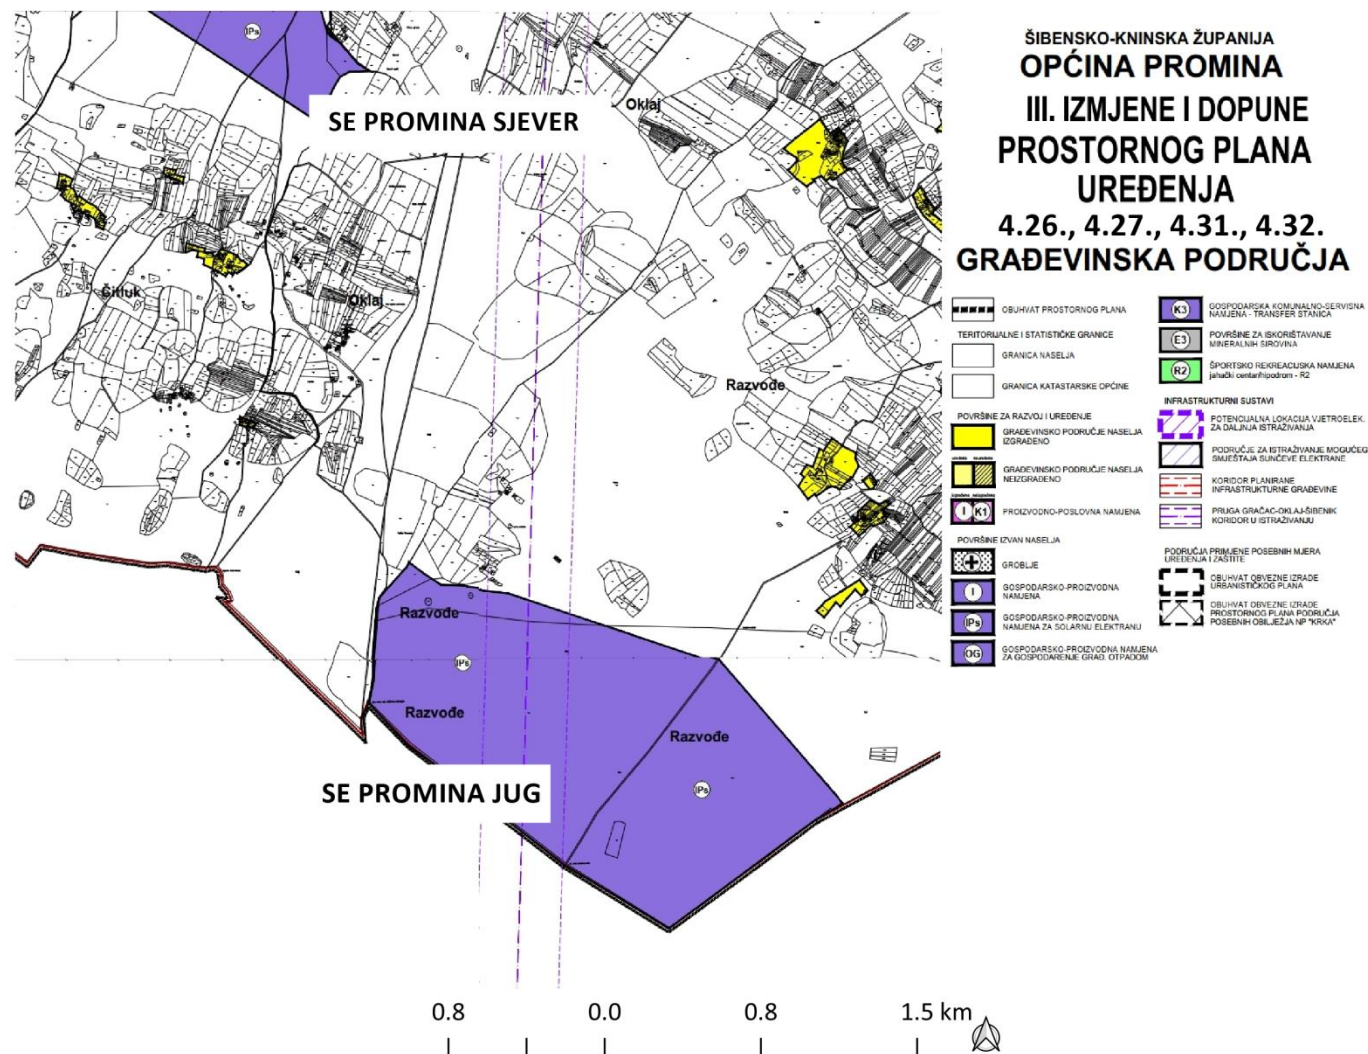 IPs
SE PROMINA SJEVER
Oklaj
Čitluk
Oklaj
Razvođe
Razvođe
IPs
Razvođe
Razvođe
IPs
SE PROMINA JUG
0.8
0.0
0.8
1.5 km
ŠIBENSKO-KNINSKA ŽUPANIJA
OPĆINA PROMINA
III. IZMJENE I DOPUNE
PROSTORNOG PLANA
UREĐENJA
4.26., 4.27., 4.31., 4.32.
GRAĐEVINSKA PODRUČJA
OBUHVAT PROSTORNOG PLANA
TERITORIJALNE I STATISTIČKE GRANICE
GRANICA NASELJA
GRANICA KATASTARSKE OPĆINE
POVRŠINE ZA RAZVOJ I UREĐENJE
GRAĐEVINSKO PODRUČJE NASELJA
IZGRAĐENO
GRAĐEVINSKO PODRUČJE NASELJA
NEIZGRAĐENO
I K1
PROIZVODNO-POSLOVNA NAMJENA
POVRŠINE IZVAN NASELJA
GROBLJE
I
GOSPODARSKO-PROIZVODNA
NAMJENA
IPs
GOSPODARSKO-PROIZVODNA
NAMJENA ZA SOLARNU ELEKTRANU
OG
GOSPODARSKO-PROIZVODNA NAMJENA
ZA GOSPODARENJE GRAĐ. OTPADOM
K3
GOSPODARSKA KOMUNALNO-SERVISNA
NAMJENA - TRANSFER STANICA
E3
POVRŠINE ZA ISKORIŠTAVANJE
MINERALNIH SIROVINA
R2
ŠPORTSKO REKREACIJSKA NAMJENA
jahački centar/hipodrom - R2
INFRASTRUKTURNI SUSTAVI
POTENCIJALNA LOKACIJA VJETROELEK.
ZA DALJNJA ISTRAŽIVANJA
PODRUČJE ZA ISTRAŽIVANJE MOGUĆEG
SMJEŠTAJA SUNČEVE ELEKTRANE
KORIDOR PLANIRANE
INFRASTRUKTURNE GRAĐEVINE
PRUGA GRAČAC-OKLAJ-ŠIBENIK
KORIDOR U ISTRAŽIVANJU
PODRUČJA PRIMJENE POSEBNIH MJERA
UREĐENJA I ZAŠTITE
OBUHVAT OBVEZNE IZRADE
URBANISTIČKOG PLANA
OBUHVAT OBVEZNE IZRADE
PROSTORNOG PLANA PODRUČJA
POSEBNIH OBILJEŽJA NP "KRKA"